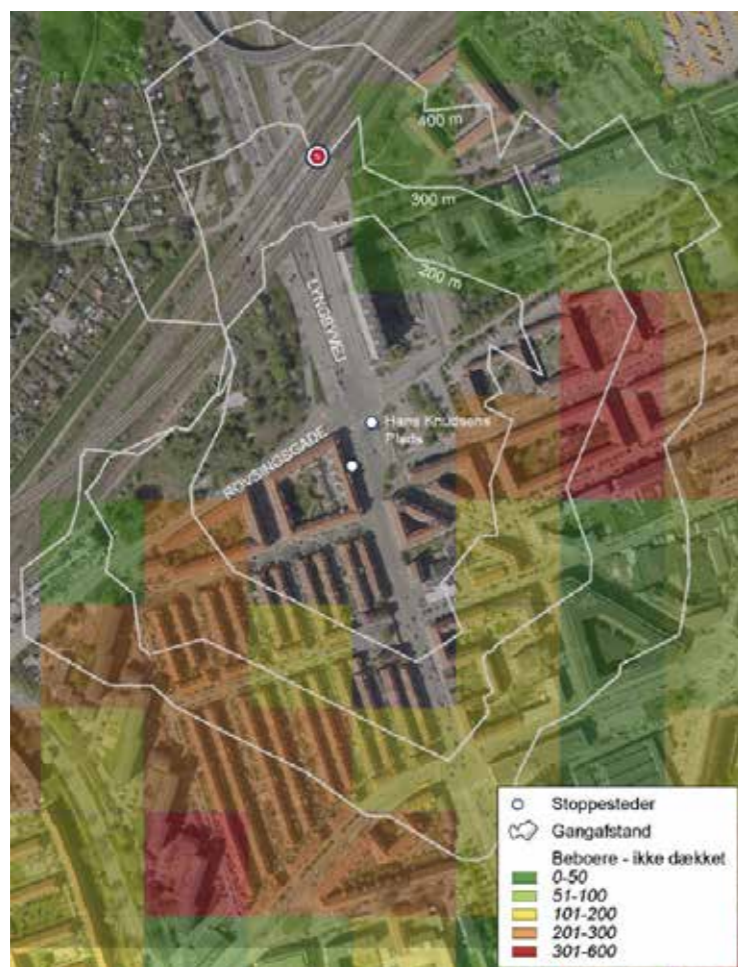 400 m
300 m
200 m
LYNGBYVEJ
Hans Knudsens
Plads
ROVSINGSGADE
Stoppesteder
Gangafstand
Beboere - ikke dækket
0-50
51-100
101-200
201-300
301-600